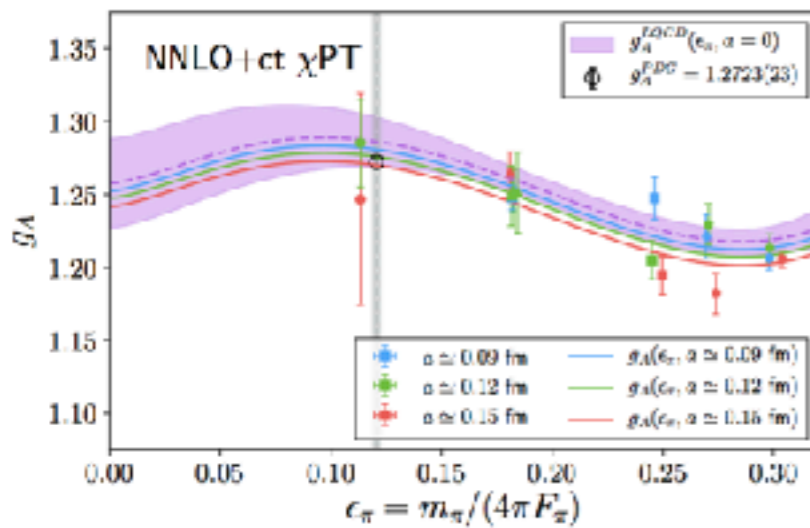 NNLO+ct χPT
g_A^{LQCD}(ϵ_π, a = 0)
g_A^{PDG} = 1.2723(23)
1.35
1.30
1.25
1.20
1.15
1.10
g_A
a ≃ 0.09 fm
g_A(ϵ_π, a ≃ 0.09 fm)
a ≃ 0.12 fm
g_A(ϵ_π, a ≃ 0.12 fm)
a ≃ 0.15 fm
g_A(ϵ_π, a ≃ 0.15 fm)
0.00 0.05 0.10 0.15 0.20 0.25 0.30
ϵ_π = m_π/(4πF_π)